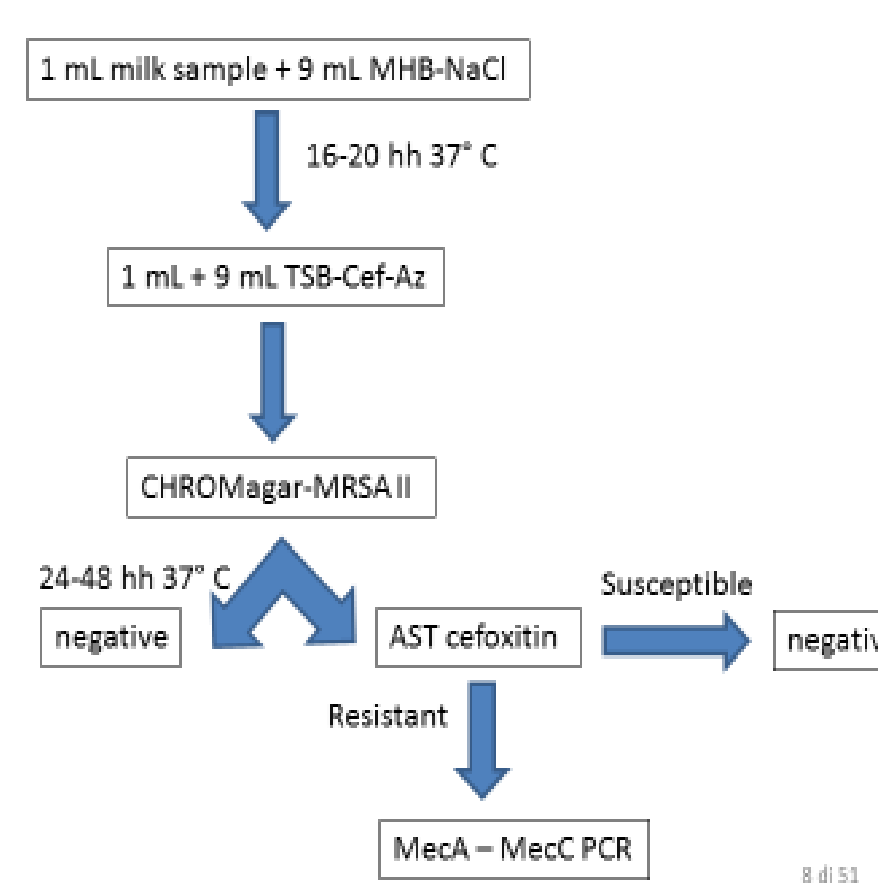 1 mL milk sample + 9 mL MHB-NaCl
16-20 hh 37° C
1 mL + 9 mL TSB-Cef-Az
CHROMagar-MRSA II
24-48 hh 37° C
Susceptible
negative
AST cefoxitin
negativ
Resistant
MecA – MecC PCR
8 di 51